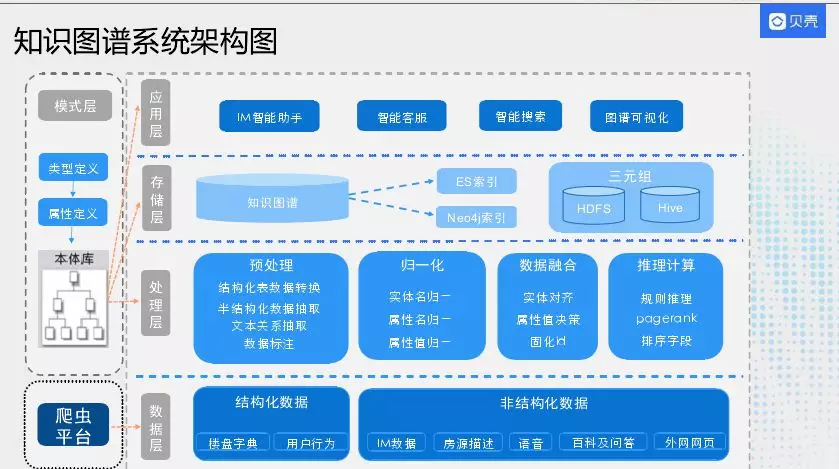 贝壳
知识图谱系统架构图
模式层
类型定义
属性定义
本体库
爬虫
平台
应用层
IM智能助手
智能客服
智能搜索
图谱可视化
存储层
知识图谱
ES索引
Neo4j索引
三元组
HDFS
Hive
处理层
预处理
结构化表数据转换
半结构化数据抽取
文本关系抽取
数据标注
归一化
实体名归一
属性名归一
属性值归一
数据融合
实体对齐
属性值决策
固化id
推理计算
规则推理
pagerank
排序字段
数据层
结构化数据
楼盘字典
用户行为
非结构化数据
IM数据
房源描述
语音
百科及问答
外网网页